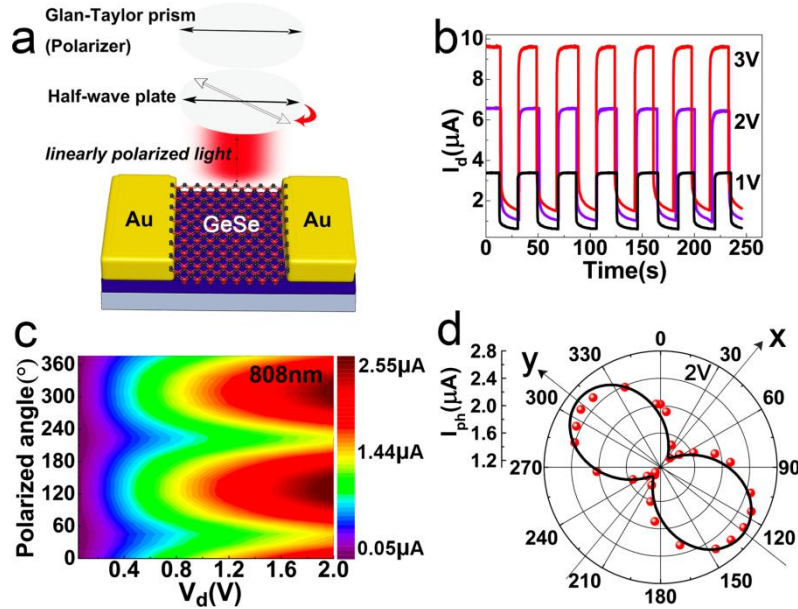 a
Glan-Taylor prism
(Polarizer)
Half-wave plate
linearly polarized light
Au
GeSe
Au
b
I_d(μA)
10
8
6
4
2
3V
2V
1V
0 50 100 150 200 250
Time(s)
c
Polarized angle(°)
360
300
240
180
120
60
0
808nm
2.55μA
1.44μA
0.05μA
0.4 0.8 1.2 1.6 2.0
V_d(V)
d
I_ph(μA)
2.8
2.4
2.0
1.6
1.2
2V
x
y
0
30
60
90
120
150
180
210
240
270
300
330